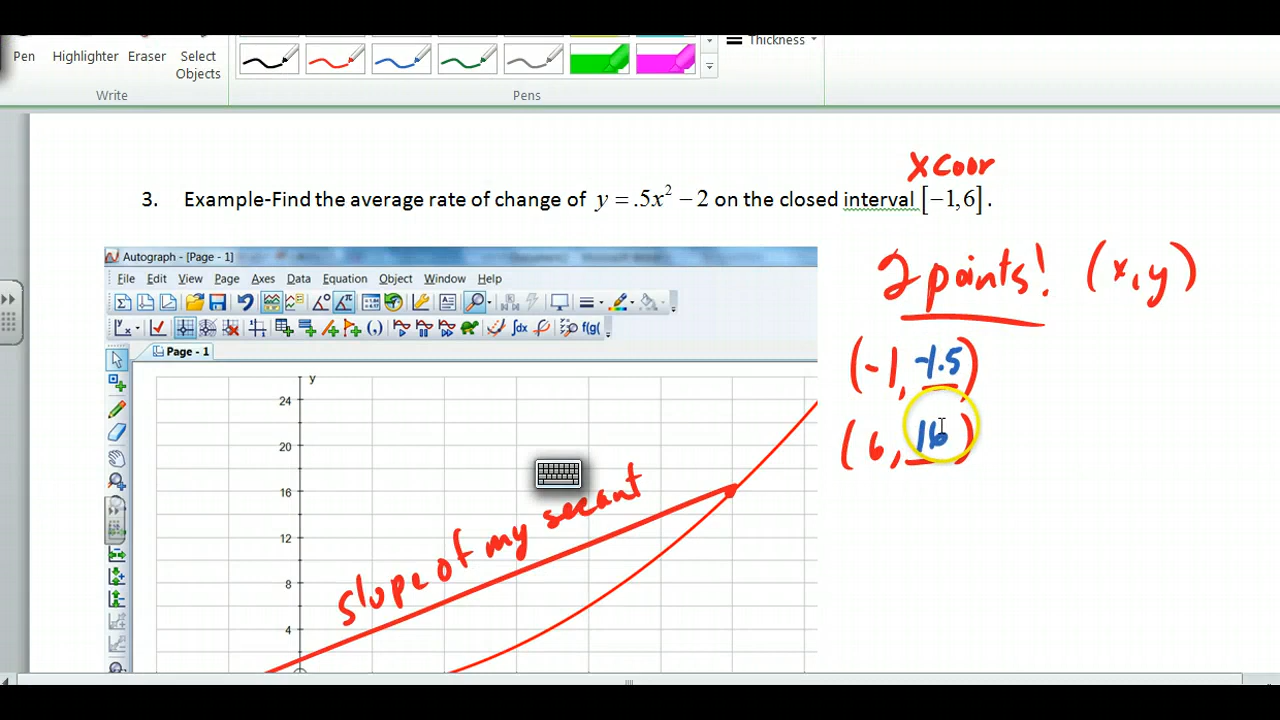 Pen Highlighter Eraser Select Objects
Thickness
Write
Pens
x coor
3. Example-Find the average rate of change of y = .5x² − 2 on the closed interval [−1,6].
2 points! (x,y)
Autograph - [Page - 1]
File Edit View Page Axes Data Equation Object Window Help
Page - 1
(-1, -1.5)
(6, 16)
y
24
20
16
12
8
4
slope of my secant